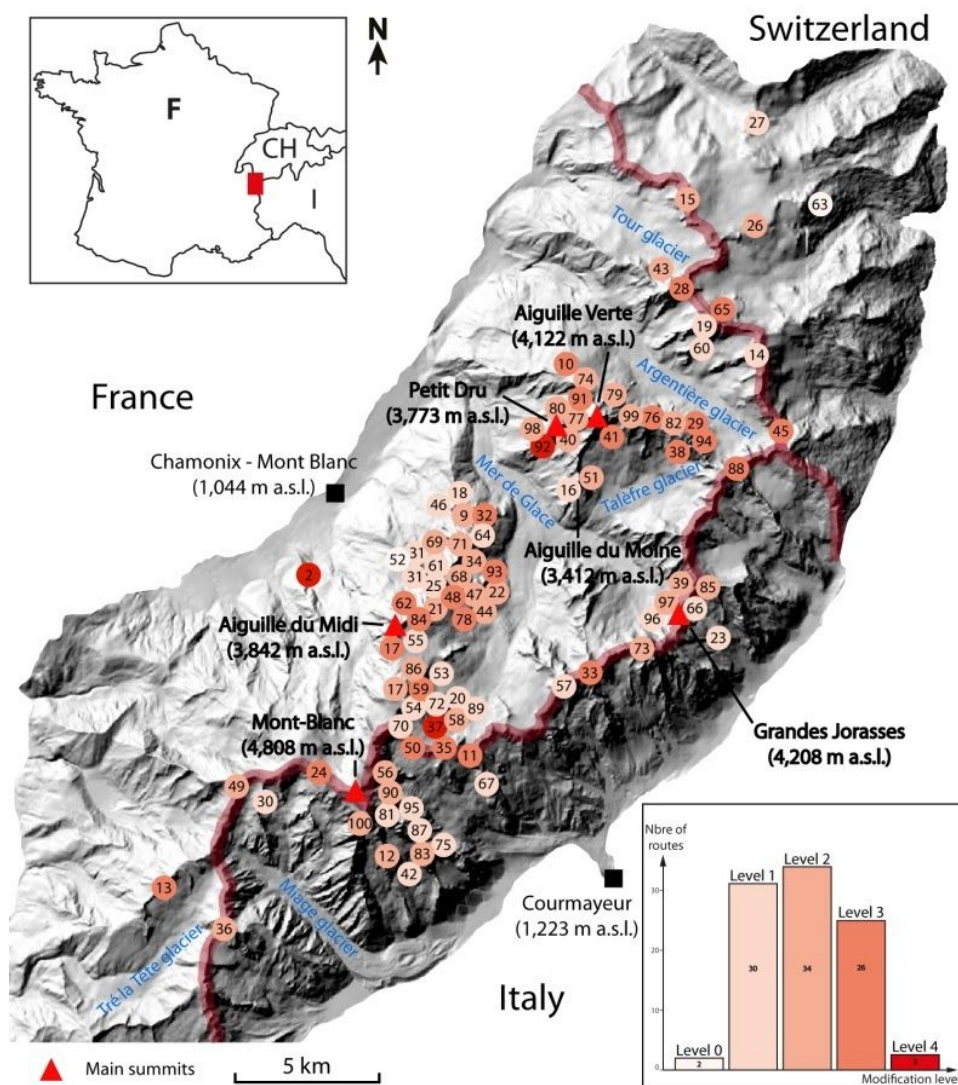 Switzerland
N
F
CH
I
27
15
63
26
Tour glacier
43
28
65
19
60
14
Aiguille Verte
(4,122 m a.s.l.)
Argentière glacier
10
74
79
91
Petit Dru
(3,773 m a.s.l.)
80
77
99
76
82
29
98
92
40
41
94
38
45
88
France
Chamonix - Mont Blanc
(1,044 m a.s.l.)
Mer de Glace
16
51
Talèfre glacier
18
46
9
32
64
Aiguille du Moine
(3,412 m a.s.l.)
69
71
52
31
61
34
93
31
25
68
2
62
48
47
22
21
84
78
44
39
85
97
66
96
23
Aiguille du Midi
(3,842 m a.s.l.)
55
17
73
86
53
33
17
59
57
54
72
20
89
70
37
58
Mont-Blanc
(4,808 m a.s.l.)
50
35
11
Grandes Jorasses
(4,208 m a.s.l.)
24
56
49
30
67
90
81
95
100
87
75
12
83
42
13
36
Tré la Tête glacier
Miage glacier
Courmayeur
(1,223 m a.s.l.)
Italy
Main summits
5 km
Nbre of
routes
30
20
10
0
Level 0
2
Level 1
30
Level 2
34
Level 3
26
Level 4
Modification level